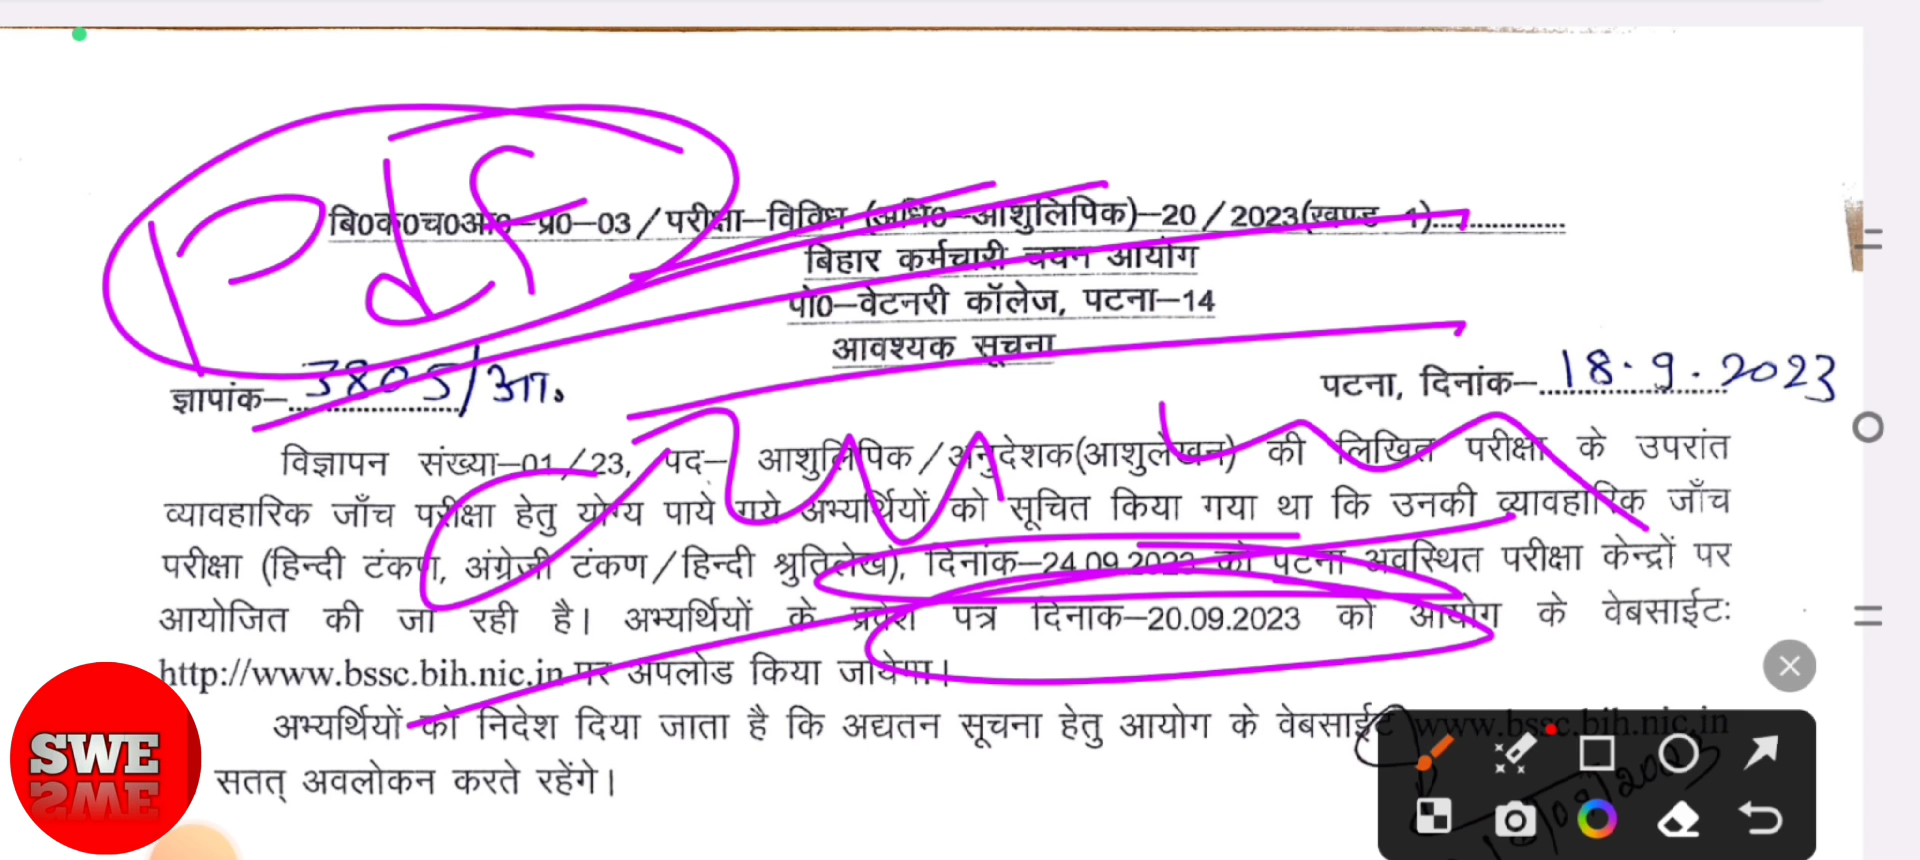 Pdf
बि0क0च0आ0–प्र0–03/परीक्षा–विविध (अधि0–आशुलिपिक)–20/2023(खण्ड–1)....................
बिहार कर्मचारी चयन आयोग
पो0–वेटनरी कॉलेज, पटना–14
आवश्यक सूचना
ज्ञापांक–3805/आ०
पटना, दिनांक–18.9.2023
विज्ञापन संख्या–01/23, पद– आशुलिपिक/अनुदेशक(आशुलेखन) की लिखित परीक्षा के उपरांत
व्यावहारिक जाँच परीक्षा हेतु योग्य पाये गये अभ्यर्थियों को सूचित किया गया था कि उनकी व्यावहारिक जाँच
परीक्षा (हिन्दी टंकण, अंग्रेजी टंकण/हिन्दी श्रुतिलेख), दिनांक–24.09.2023 को पटना अवस्थित परीक्षा केन्द्रों पर
आयोजित की जा रही है। अभ्यर्थियों के प्रवेश पत्र दिनाक–20.09.2023 को आयोग के वेबसाईटः
http://www.bssc.bih.nic.in पर अपलोड किया जायेगा।
अभ्यर्थियों को निदेश दिया जाता है कि अद्यतन सूचना हेतु आयोग के वेबसाईट www.bssc.bih.nic.in
सतत् अवलोकन करते रहेंगे।
SWE